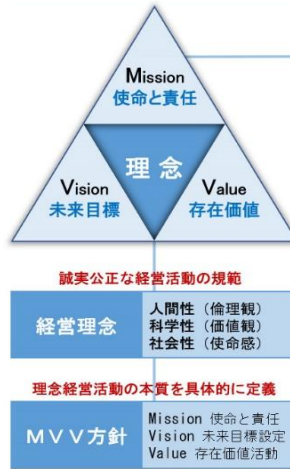 Mission
使命と責任
理念
Vision
未来目標
Value
存在価値
誠実公正な経営活動の規範
経営理念
人間性（倫理観）
科学性（価値観）
社会性（使命感）
理念経営活動の本質を具体的に定義
MVV方針
Mission 使命と責任
Vision 未来目標設定
Value 存在価値活動